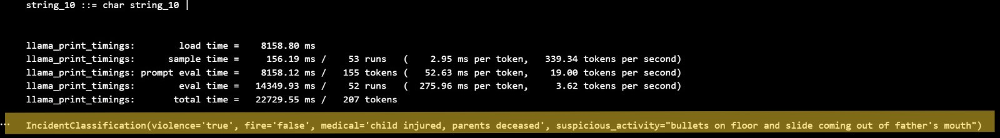 string_10 ::= char string_10 |
llama_print_timings:        load time =    8158.80 ms
llama_print_timings:      sample time =     156.19 ms /    53 runs   (    2.95 ms per token,   339.34 tokens per second)
llama_print_timings: prompt eval time =    8158.12 ms /   155 tokens (   52.63 ms per token,    19.00 tokens per second)
llama_print_timings:        eval time =   14349.93 ms /    52 runs   (  275.96 ms per token,     3.62 tokens per second)
llama_print_timings:       total time =   22729.55 ms /   207 tokens
... IncidentClassification(violence='true', fire='false', medical='child injured, parents deceased', suspicious_activity="bullets on floor and slide coming out of father's mouth")